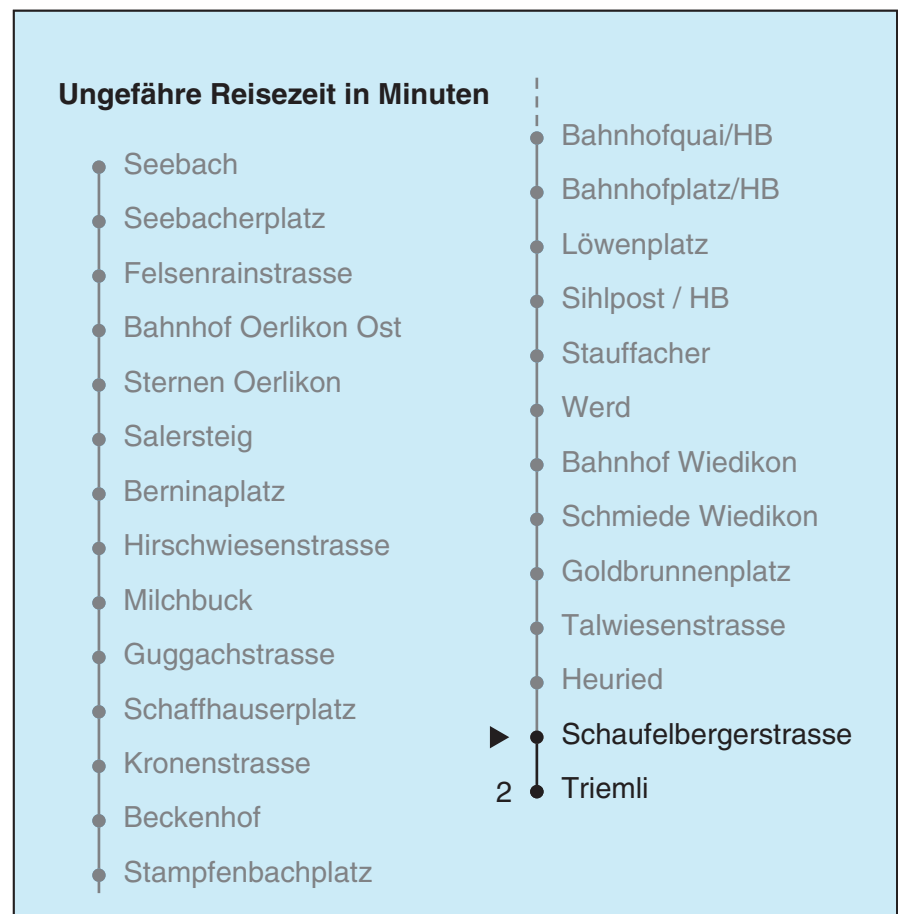 Ungefähre Reisezeit in Minuten
Seebach
Seebacherplatz
Felsenrainstrasse
Bahnhof Oerlikon Ost
Sternen Oerlikon
Salersteig
Berninaplatz
Hirschwiesenstrasse
Milchbuck
Guggachstrasse
Schaffhauserplatz
Kronenstrasse
Beckenhof
Stampfenbachplatz
Bahnhofquai/HB
Bahnhofplatz/HB
Löwenplatz
Sihlpost / HB
Stauffacher
Werd
Bahnhof Wiedikon
Schmiede Wiedikon
Goldbrunnenplatz
Talwiesenstrasse
Heuried
Schaufelbergerstrasse
2 Triemli